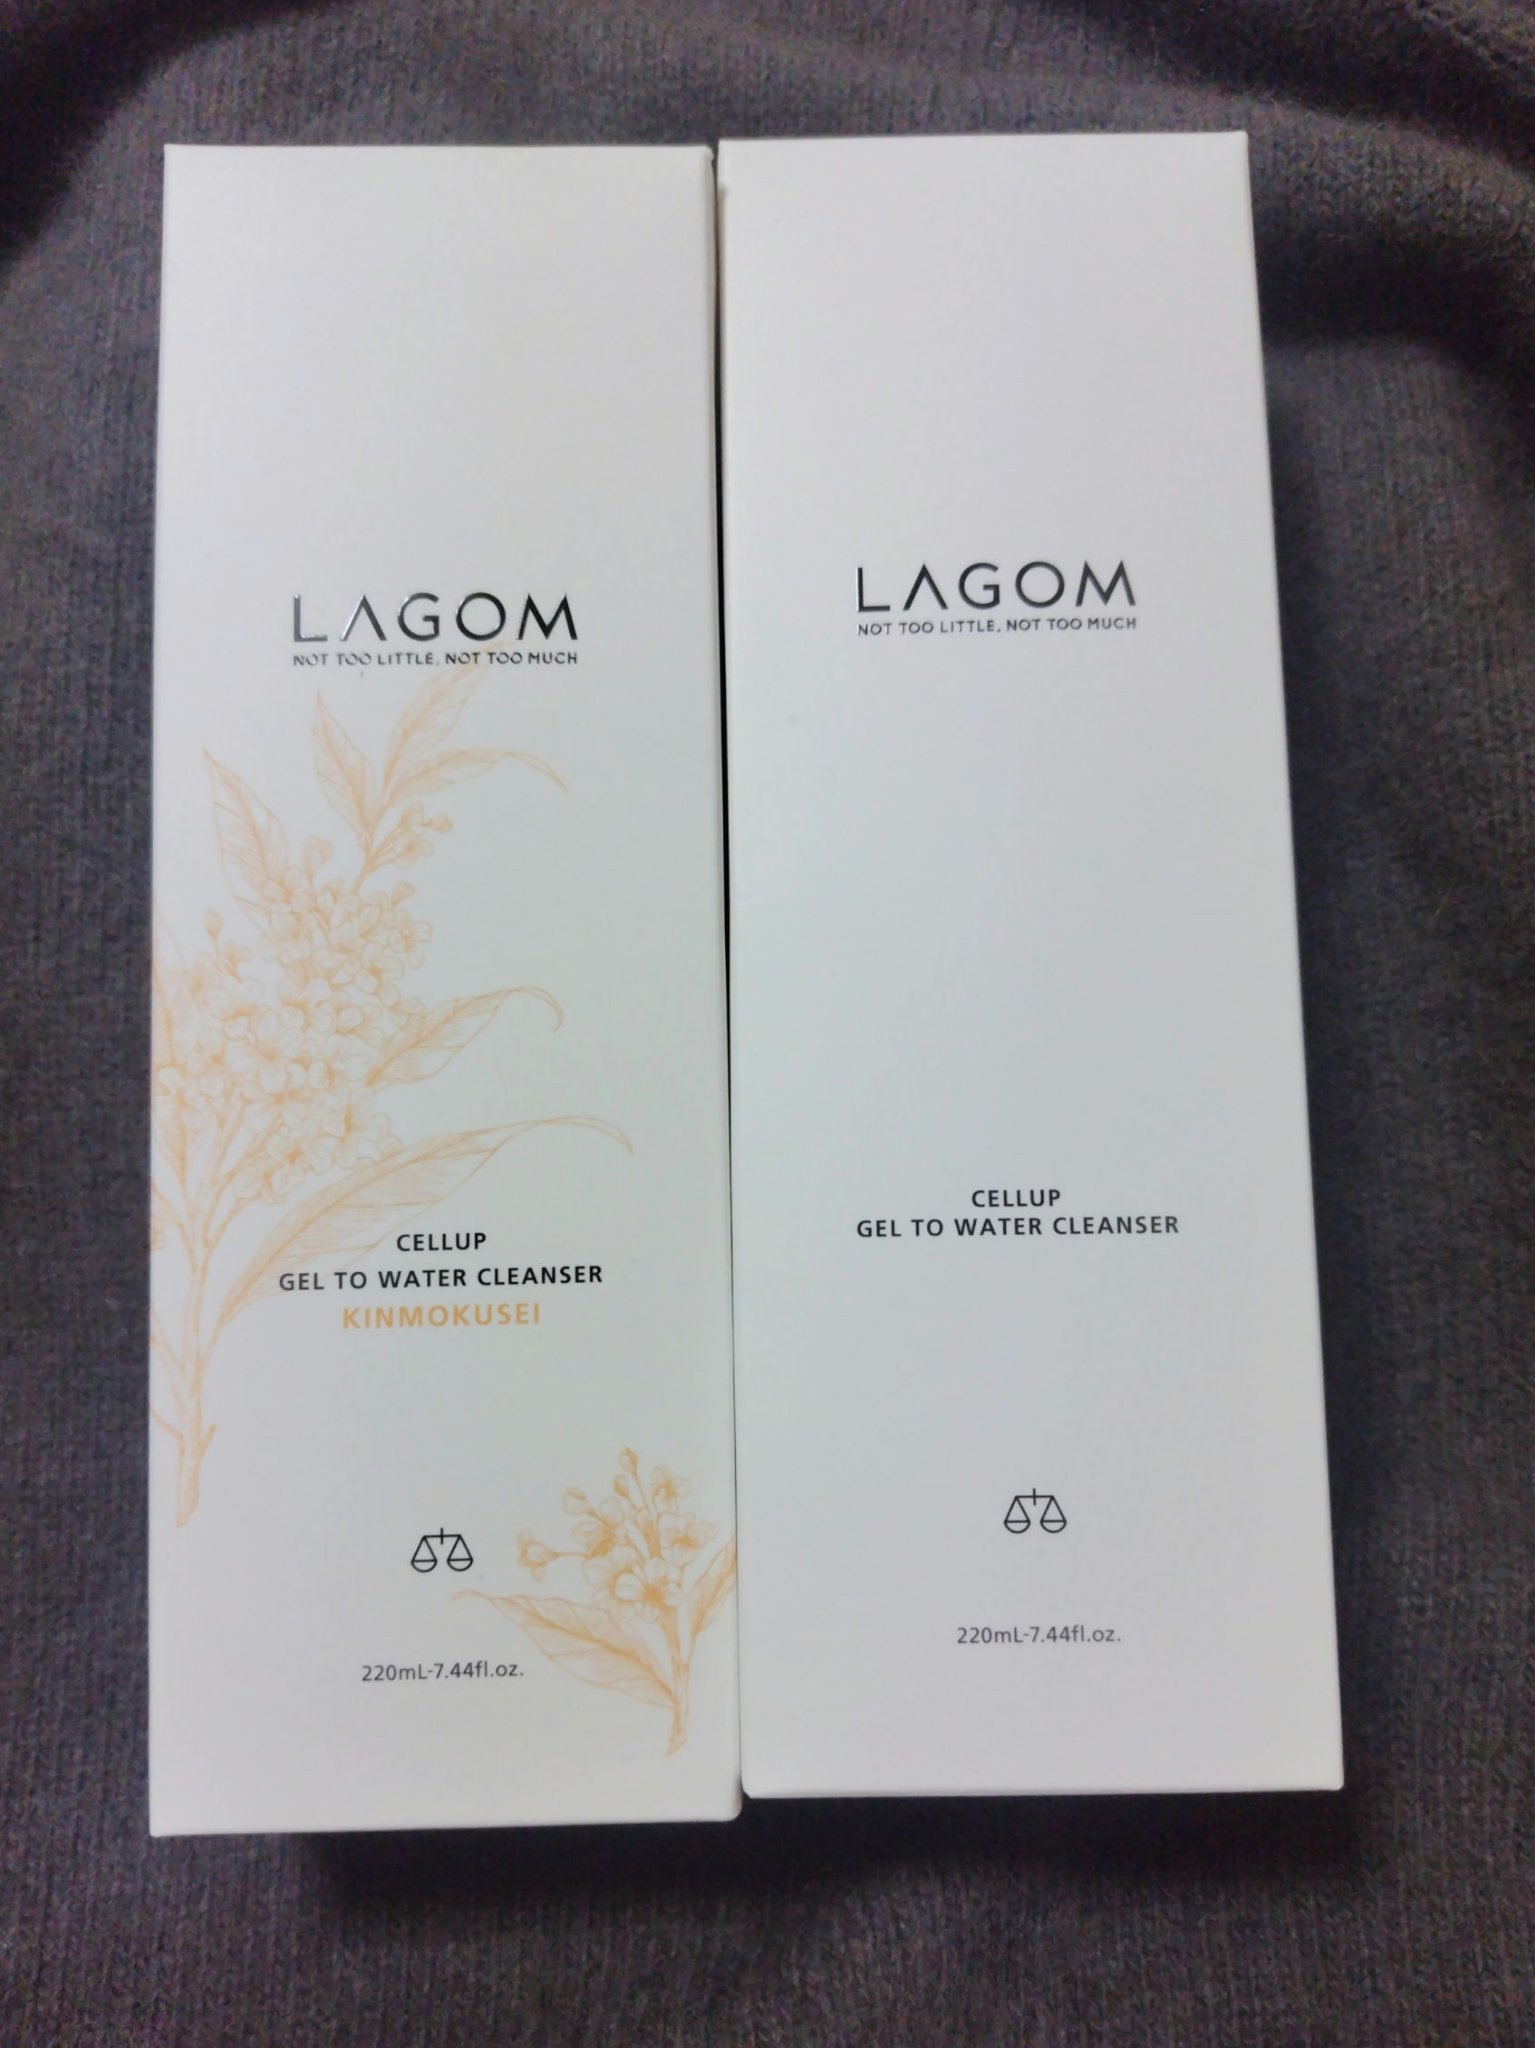 LAGOM
NOT TOO LITTLE, NOT TOO MUCH
CELLUP
GEL TO WATER CLEANSER
KINMOKUSEI
220mL-7.44fl.oz.
LAGOM
NOT TOO LITTLE, NOT TOO MUCH
CELLUP
GEL TO WATER CLEANSER
220mL-7.44fl.oz.